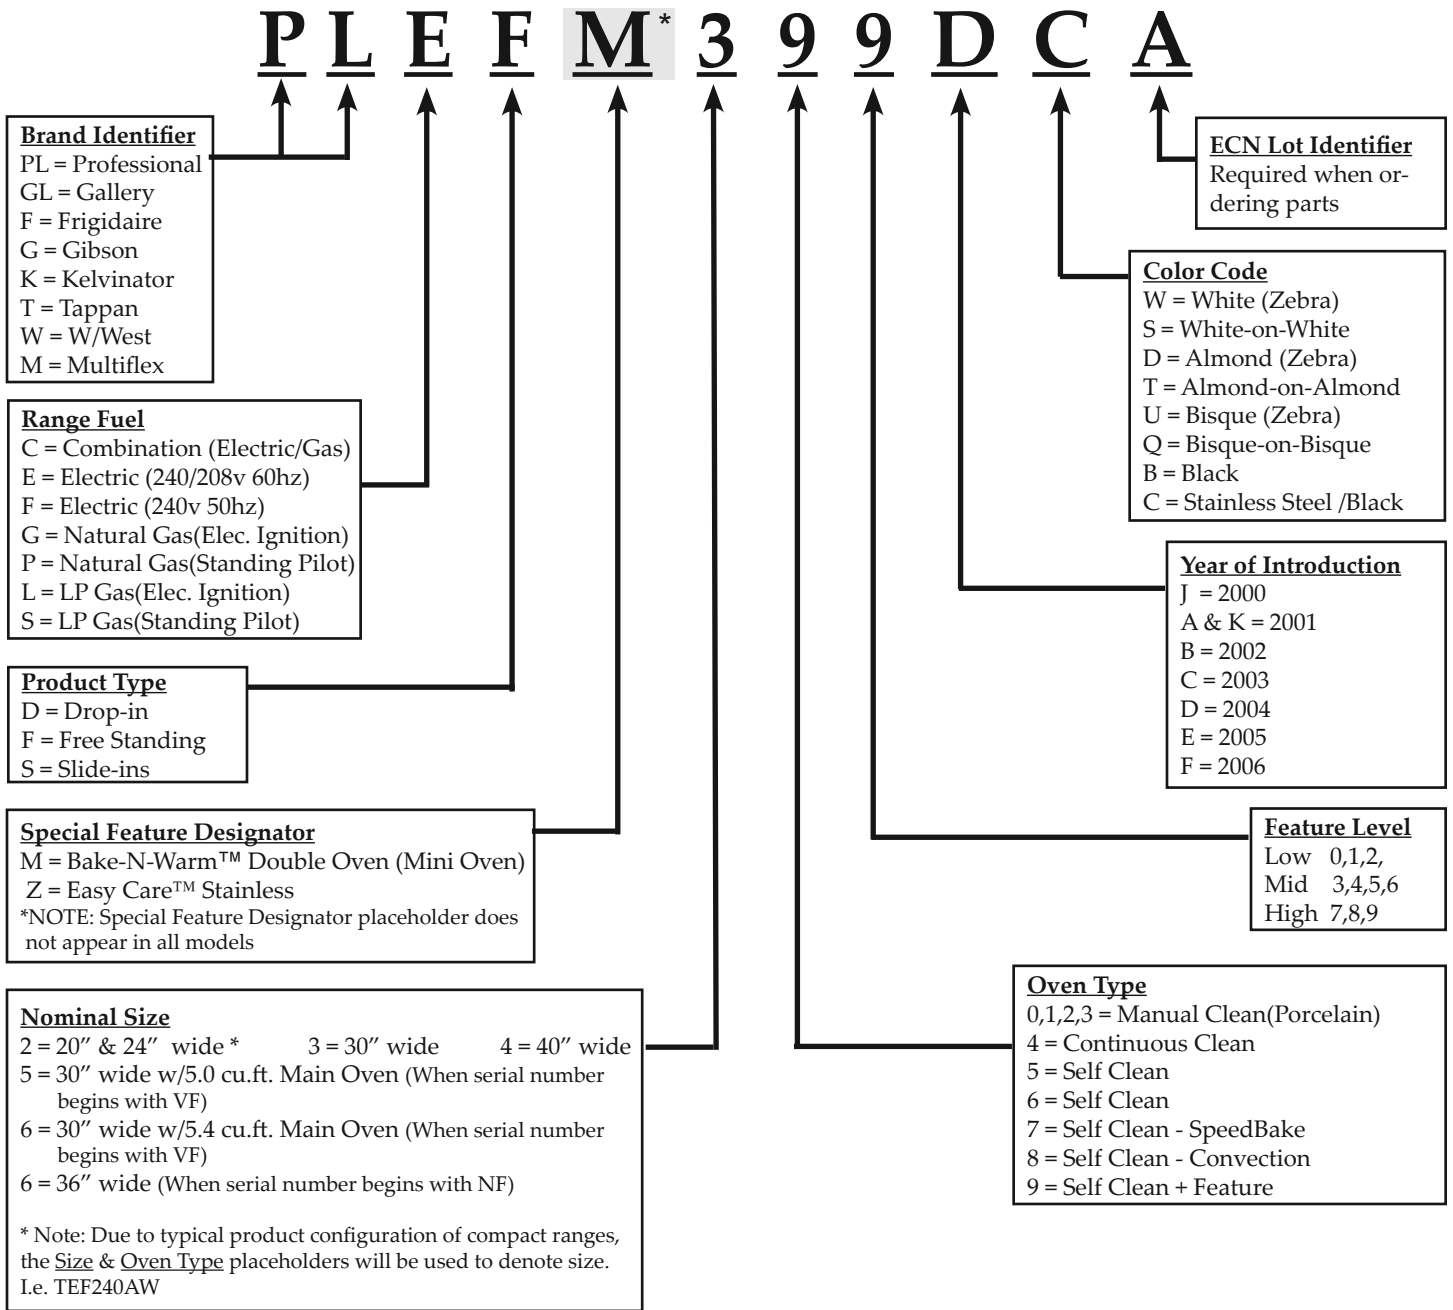 P L E F M* 3 9 9 D C A
Brand Identifier
PL = Professional
GL = Gallery
F = Frigidaire
G = Gibson
K = Kelvinator
T = Tappan
W = W/West
M = Multiflex
Range Fuel
C = Combination (Electric/Gas)
E = Electric (240/208v 60hz)
F = Electric (240v 50hz)
G = Natural Gas(Elec. Ignition)
P = Natural Gas(Standing Pilot)
L = LP Gas(Elec. Ignition)
S = LP Gas(Standing Pilot)
Product Type
D = Drop-in
F = Free Standing
S = Slide-ins
Special Feature Designator
M = Bake-N-Warm™ Double Oven (Mini Oven)
Z = Easy Care™ Stainless
*NOTE: Special Feature Designator placeholder does
not appear in all models
Nominal Size
2 = 20″ & 24″ wide * 3 = 30″ wide 4 = 40″ wide
5 = 30″ wide w/5.0 cu.ft. Main Oven (When serial number
begins with VF)
6 = 30″ wide w/5.4 cu.ft. Main Oven (When serial number
begins with VF)
6 = 36″ wide (When serial number begins with NF)
* Note: Due to typical product configuration of compact ranges,
the Size & Oven Type placeholders will be used to denote size.
I.e. TEF240AW
ECN Lot Identifier
Required when or-
dering parts
Color Code
W = White (Zebra)
S = White-on-White
D = Almond (Zebra)
T = Almond-on-Almond
U = Bisque (Zebra)
Q = Bisque-on-Bisque
B = Black
C = Stainless Steel /Black
Year of Introduction
J = 2000
A & K = 2001
B = 2002
C = 2003
D = 2004
E = 2005
F = 2006
Feature Level
Low 0,1,2,
Mid 3,4,5,6
High 7,8,9
Oven Type
0,1,2,3 = Manual Clean(Porcelain)
4 = Continuous Clean
5 = Self Clean
6 = Self Clean
7 = Self Clean - SpeedBake
8 = Self Clean - Convection
9 = Self Clean + Feature